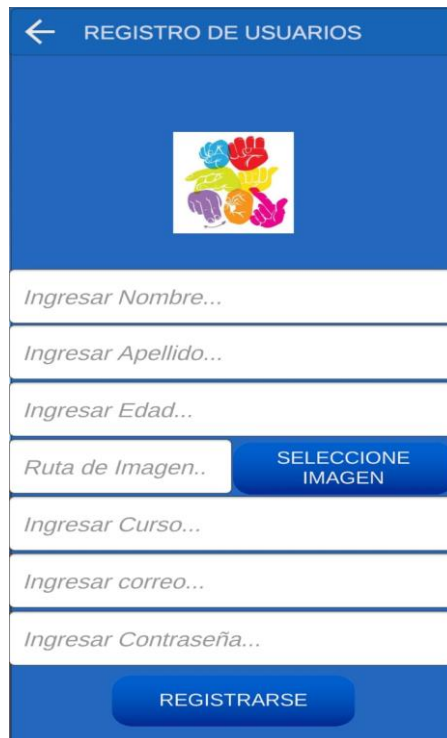 REGISTRO DE USUARIOS
Ingresar Nombre...
Ingresar Apellido...
Ingresar Edad...
Ruta de Imagen..
SELECCIONE
IMAGEN
Ingresar Curso...
Ingresar correo...
Ingresar Contraseña...
REGISTRARSE